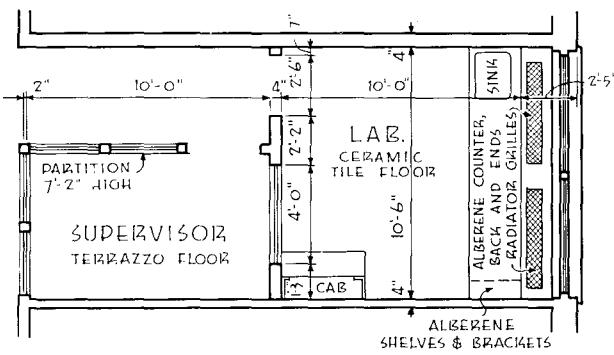 7"
4"
2'-6"
2"
10'-0"
4"
10'-0"
2'-5"
SINK
2'-2"
LAB.
CERAMIC
TILE FLOOR
PARTITION
7'-2" HIGH
4'-0"
10'-6"
ALBERENE COUNTER,
BACK AND ENDS
RADIATOR GRILLES
SUPERVISOR
TERRAZZO FLOOR
1'-3
CAB
4"
ALBERENE
SHELVES & BRACKETS